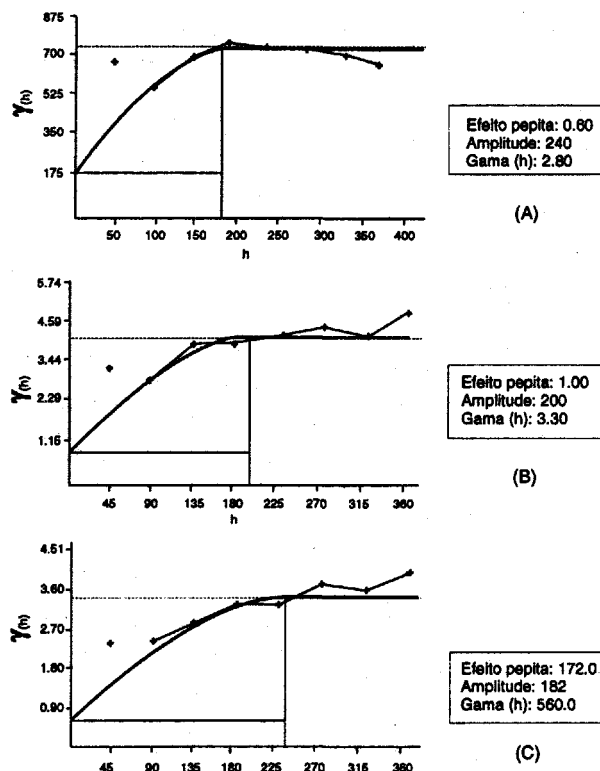 875
700
525
350
175
γ(h)
50 100 150 200 250 300 350 400
h
Efeito pepita: 0.60
Amplitude: 240
Gama (h): 2.80
(A)
5.74
4.59
3.44
2.29
1.15
γ(h)
45 90 135 180 225 270 315 360
h
Efeito pepita: 1.00
Amplitude: 200
Gama (h): 3.30
(B)
4.51
3.60
2.70
1.80
0.90
γ(h)
45 90 135 180 225 270 315 360
Efeito pepita: 172.0
Amplitude: 182
Gama (h): 560.0
(C)